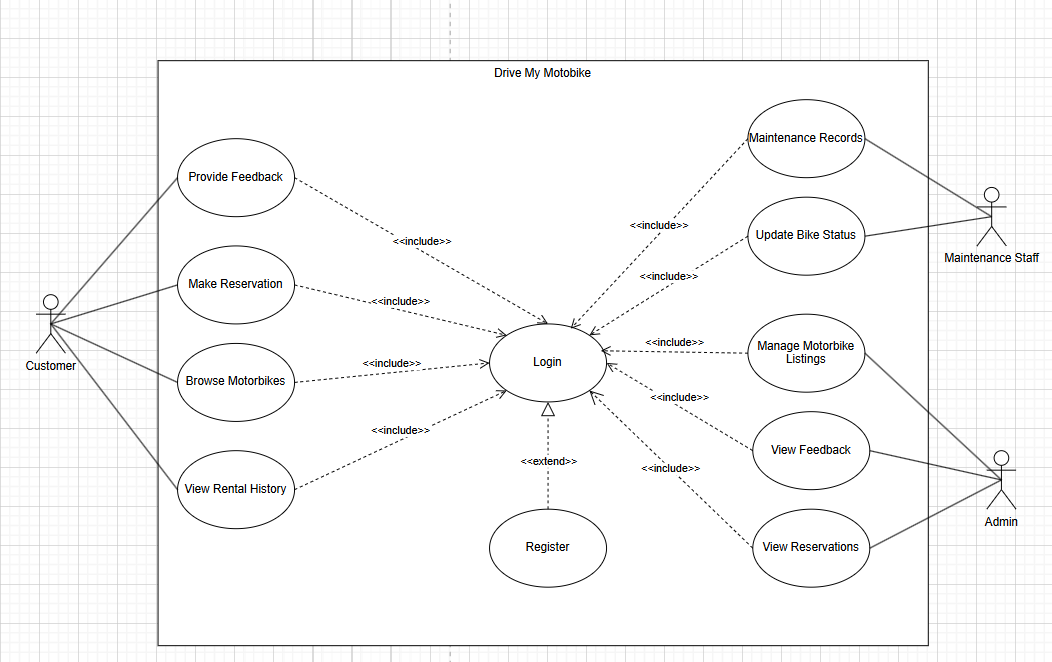 Drive My Motobike
Maintenance Records
Provide Feedback
<<include>>
Update Bike Status
<<include>>
Maintenance Staff
<<include>>
Make Reservation
<<include>>
Customer
<<include>>
Login
<<include>>
Manage Motorbike
Listings
Browse Motorbikes
<<include>>
<<include>>
View Feedback
<<extend>>
<<include>>
View Rental History
Admin
Register
View Reservations